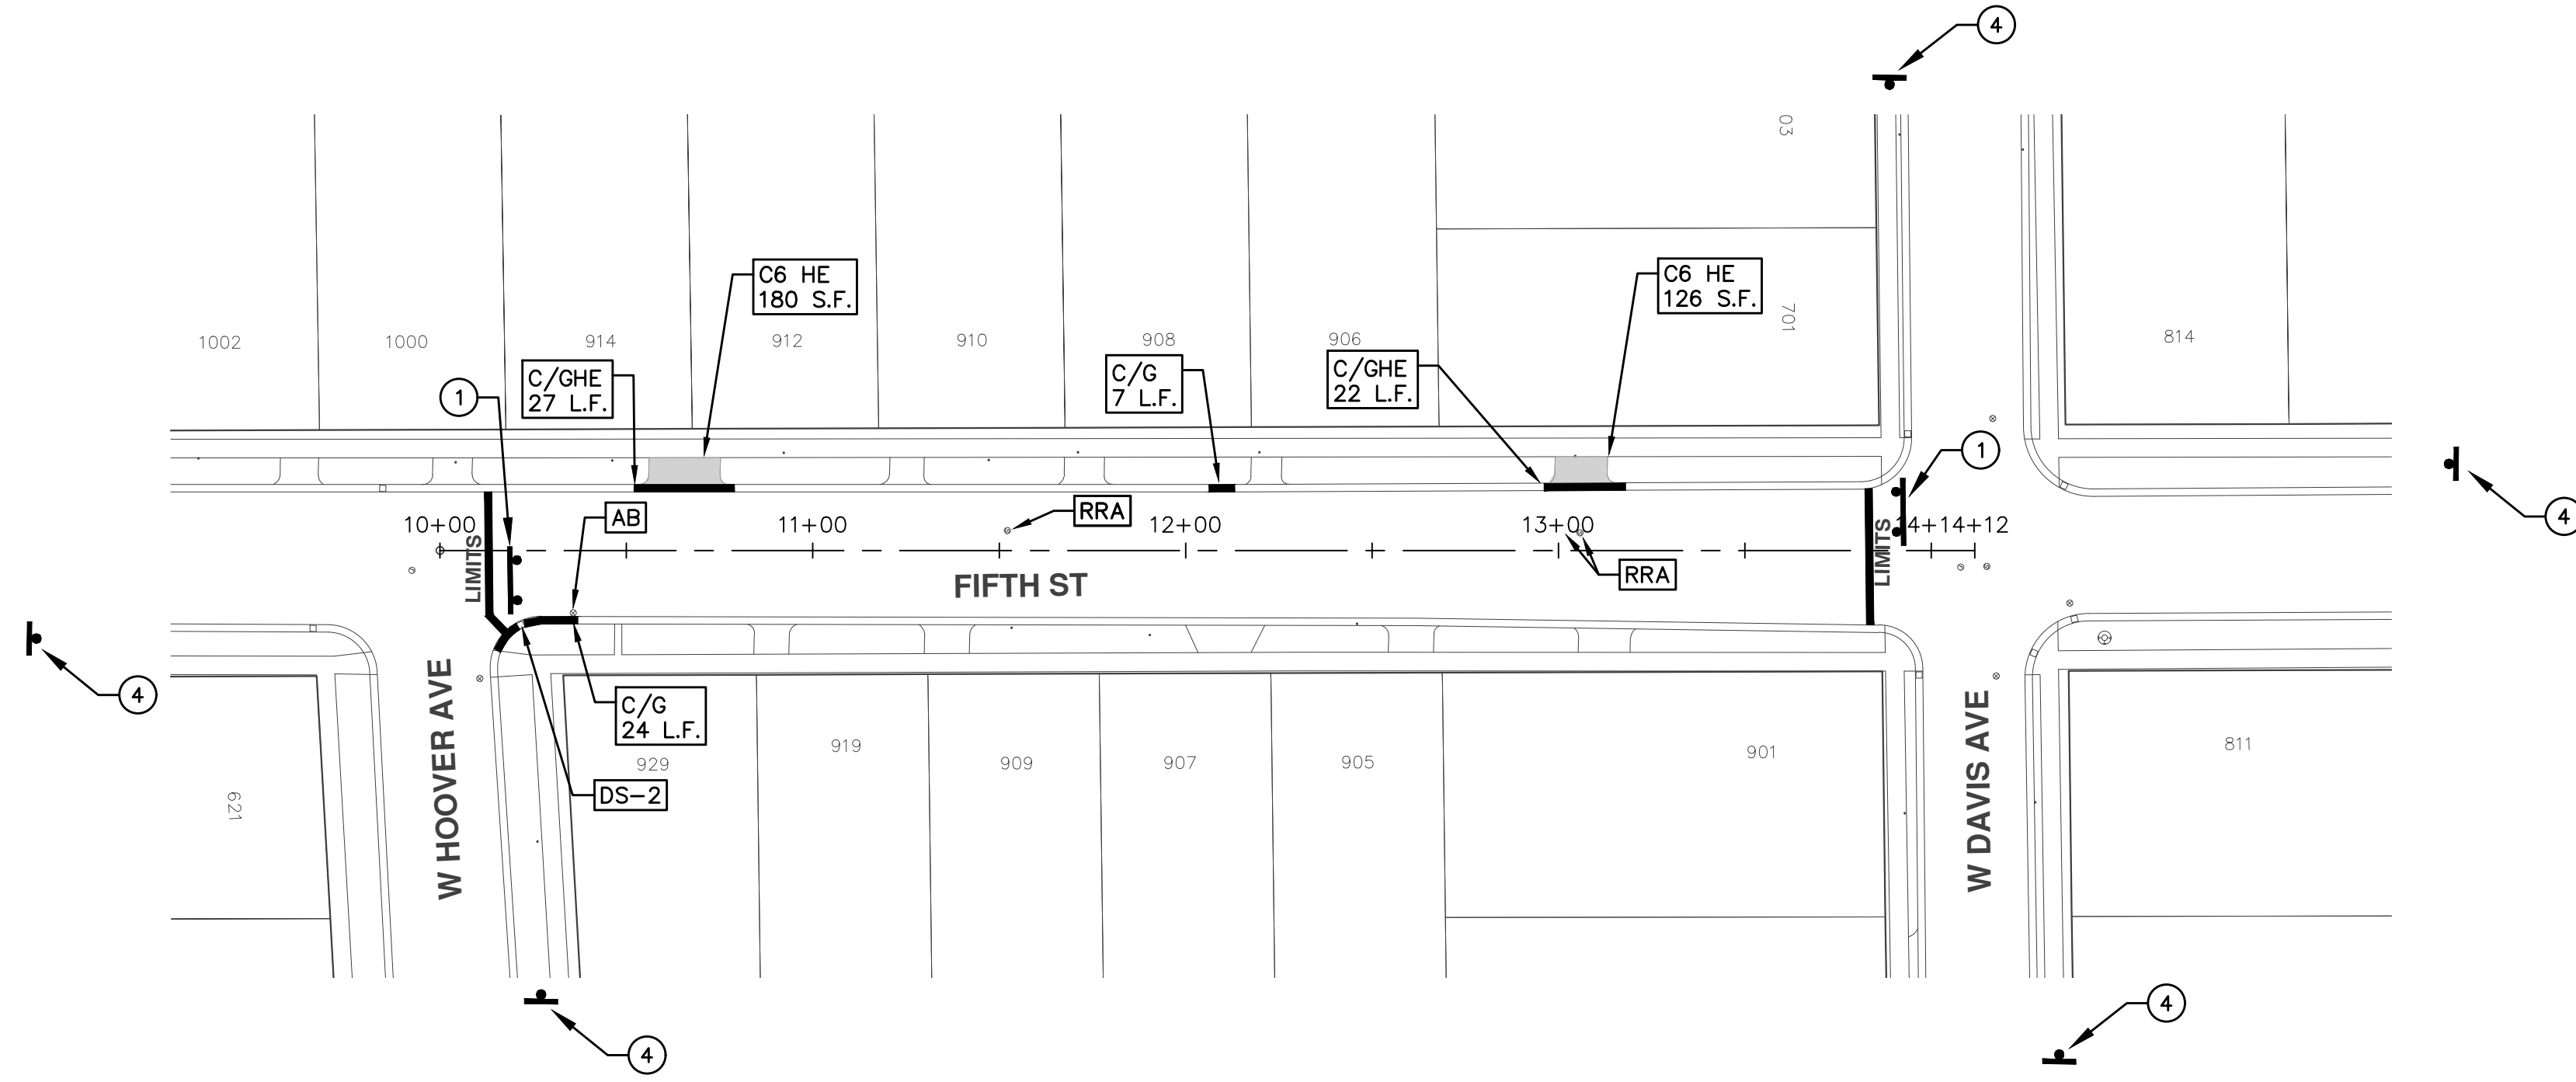 4
03
C6 HE
180 S.F.
C6 HE
126 S.F.
701
1002
1000
914
912
910
908
906
814
C/GHE
27 L.F.
C/G
7 L.F.
C/GHE
22 L.F.
1
1
4
4
10+00
AB
11+00
RRA
12+00
13+00
14+14+12
LIMITS
LIMITS
FIFTH ST
RRA
4
W HOOVER AVE
C/G
24 L.F.
W DAVIS AVE
929
919
909
907
905
901
811
621
DS-2
4
4